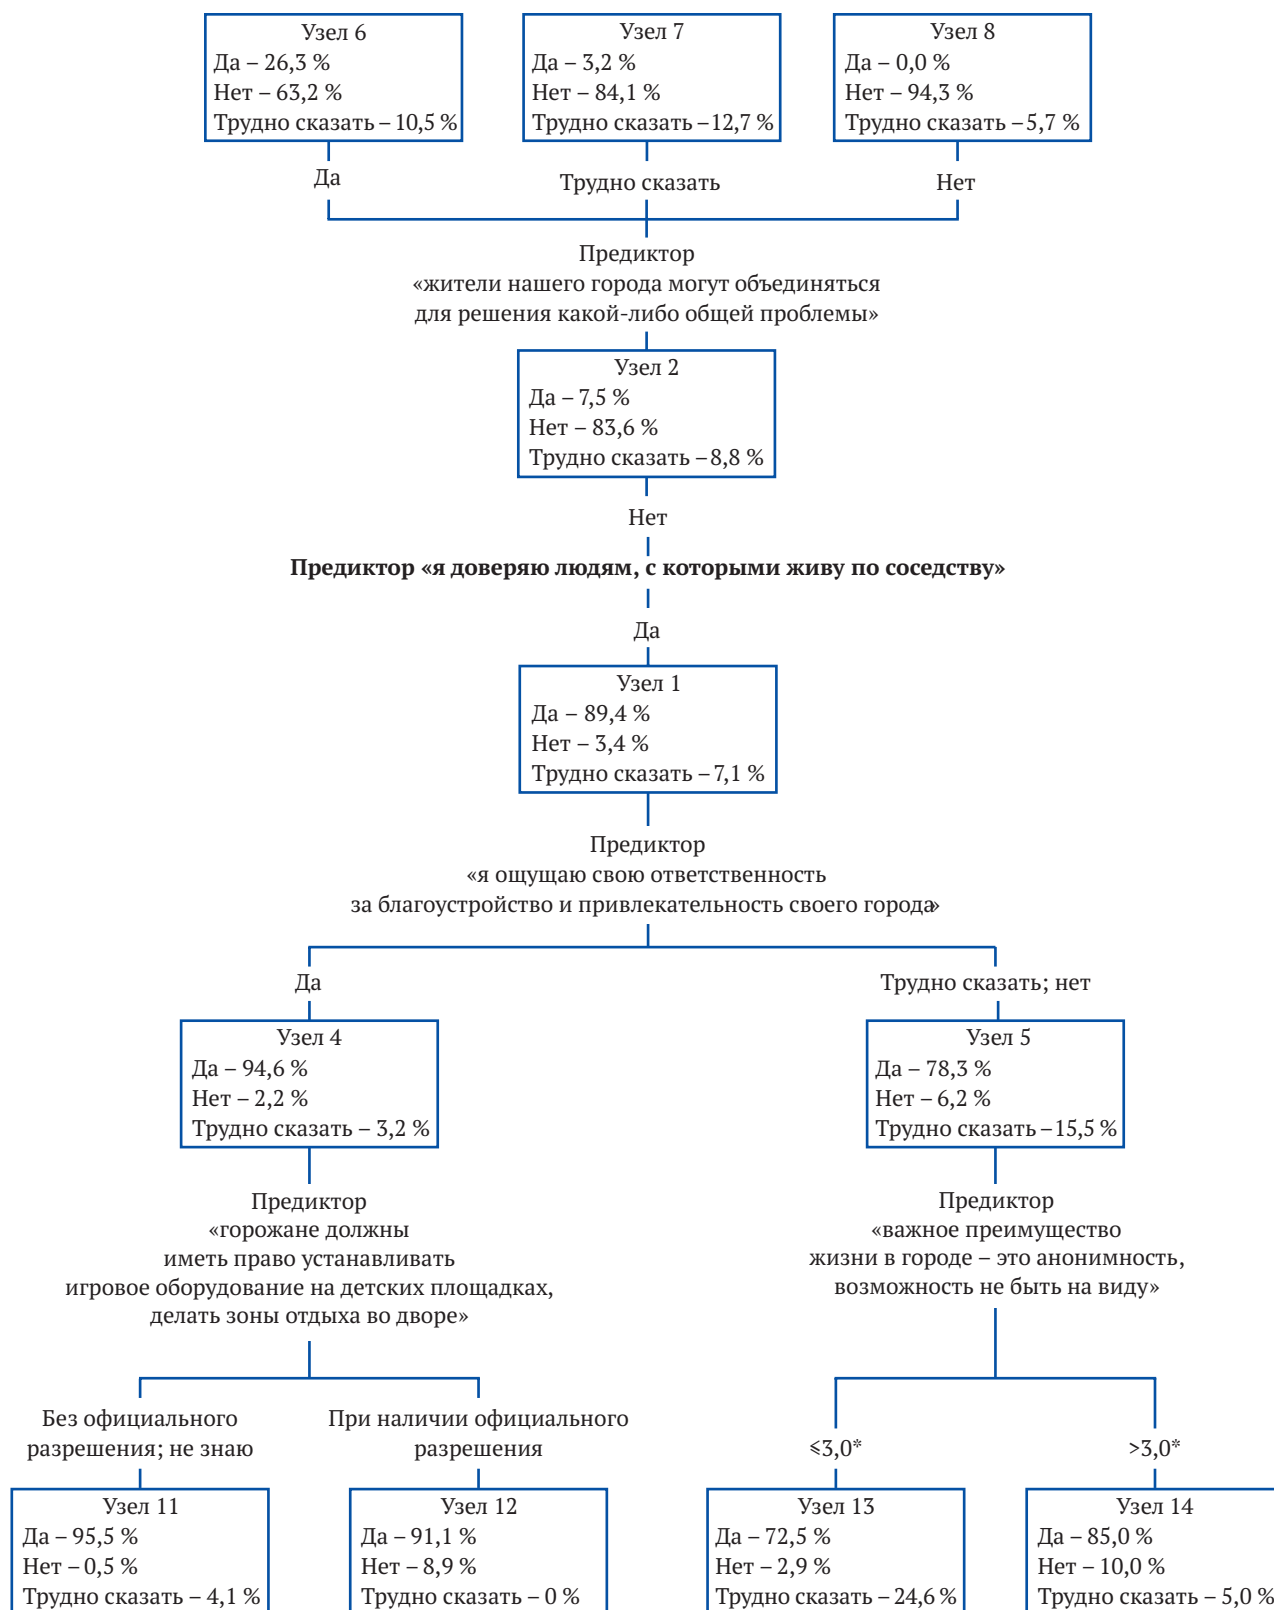 Узел 6
Да – 26,3 %
Нет – 63,2 %
Трудно сказать – 10,5 %
Узел 7
Да – 3,2 %
Нет – 84,1 %
Трудно сказать – 12,7 %
Узел 8
Да – 0,0 %
Нет – 94,3 %
Трудно сказать – 5,7 %
Да
Трудно сказать
Нет
Предиктор
«жители нашего города могут объединяться
для решения какой-либо общей проблемы»
Узел 2
Да – 7,5 %
Нет – 83,6 %
Трудно сказать – 8,8 %
Нет
Предиктор «я доверяю людям, с которыми живу по соседству»
Да
Узел 1
Да – 89,4 %
Нет – 3,4 %
Трудно сказать – 7,1 %
Предиктор
«я ощущаю свою ответственность
за благоустройство и привлекательность своего города»
Да
Трудно сказать; нет
Узел 4
Да – 94,6 %
Нет – 2,2 %
Трудно сказать – 3,2 %
Узел 5
Да – 78,3 %
Нет – 6,2 %
Трудно сказать – 15,5 %
Предиктор
«горожане должны
иметь право устанавливать
игровое оборудование на детских площадках,
делать зоны отдыха во дворе»
Предиктор
«важное преимущество
жизни в городе – это анонимность,
возможность не быть на виду»
Без официального
разрешения; не знаю
При наличии официального
разрешения
≤3,0*
>3,0*
Узел 11
Да – 95,5 %
Нет – 0,5 %
Трудно сказать – 4,1 %
Узел 12
Да – 91,1 %
Нет – 8,9 %
Трудно сказать – 0 %
Узел 13
Да – 72,5 %
Нет – 2,9 %
Трудно сказать – 24,6 %
Узел 14
Да – 85,0 %
Нет – 10,0 %
Трудно сказать – 5,0 %